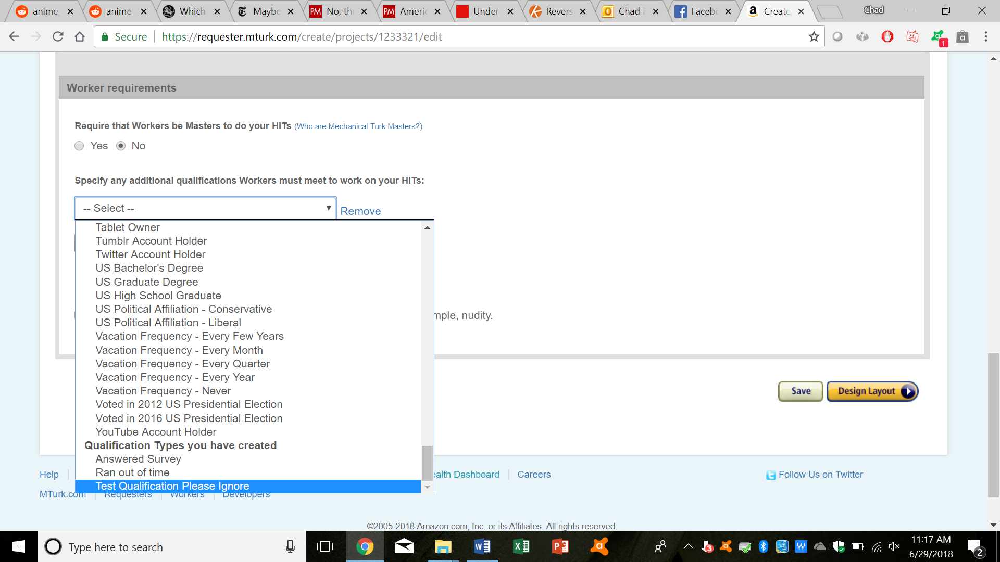 anime_
anime_
Which
Maybe
No, the
Americ
Under
Revers
Chad
Facebo
Create
Chad
Secure
https://requester.mturk.com/create/projects/1233321/edit
1
Worker requirements
Require that Workers be Masters to do your HITs (Who are Mechanical Turk Masters?)
Yes No
Specify any additional qualifications Workers must meet to work on your HITs:
-- Select --
Remove
Tablet Owner
Tumblr Account Holder
Twitter Account Holder
US Bachelor's Degree
US Graduate Degree
US High School Graduate
US Political Affiliation - Conservative
US Political Affiliation - Liberal
mple, nudity.
Vacation Frequency - Every Few Years
Vacation Frequency - Every Month
Vacation Frequency - Every Quarter
Vacation Frequency - Every Year
Vacation Frequency - Never
Voted in 2012 US Presidential Election
Voted in 2016 US Presidential Election
YouTube Account Holder
Qualification Types you have created
Answered Survey
Ran out of time
Test Qualification Please Ignore
Save
Design Layout
Help
ealth Dashboard
Careers
Follow Us on Twitter
MTurk.com
Requesters
Workers
Developers
©2005-2018 Amazon.com, Inc. or its Affiliates. All rights reserved.
Type here to search
3
11:17 AM
6/29/2018
2